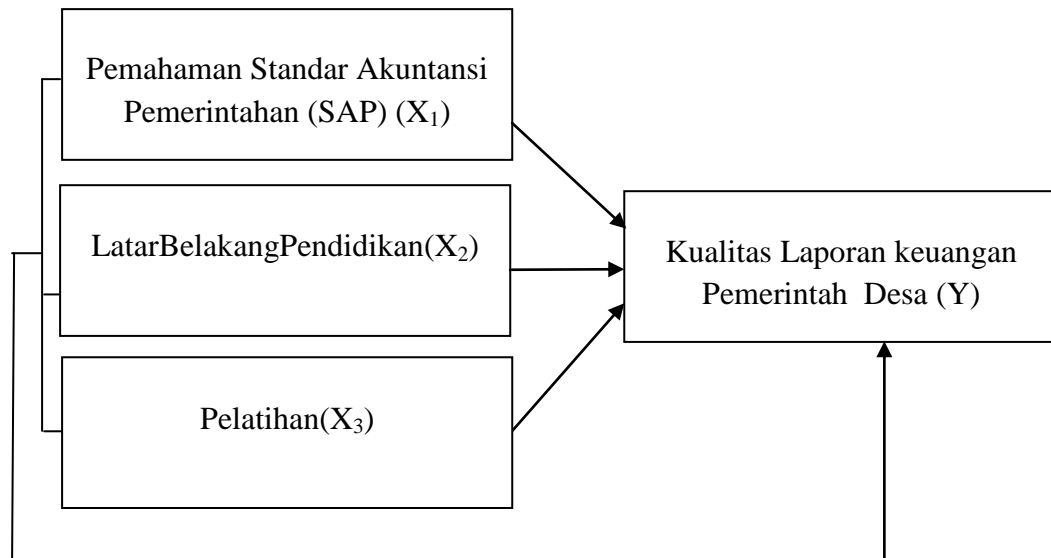 Pemahaman Standar Akuntansi
Pemerintahan (SAP) (X₁)
LatarBelakangPendidikan(X₂)
Kualitas Laporan keuangan
Pemerintah  Desa (Y)
Pelatihan(X₃)